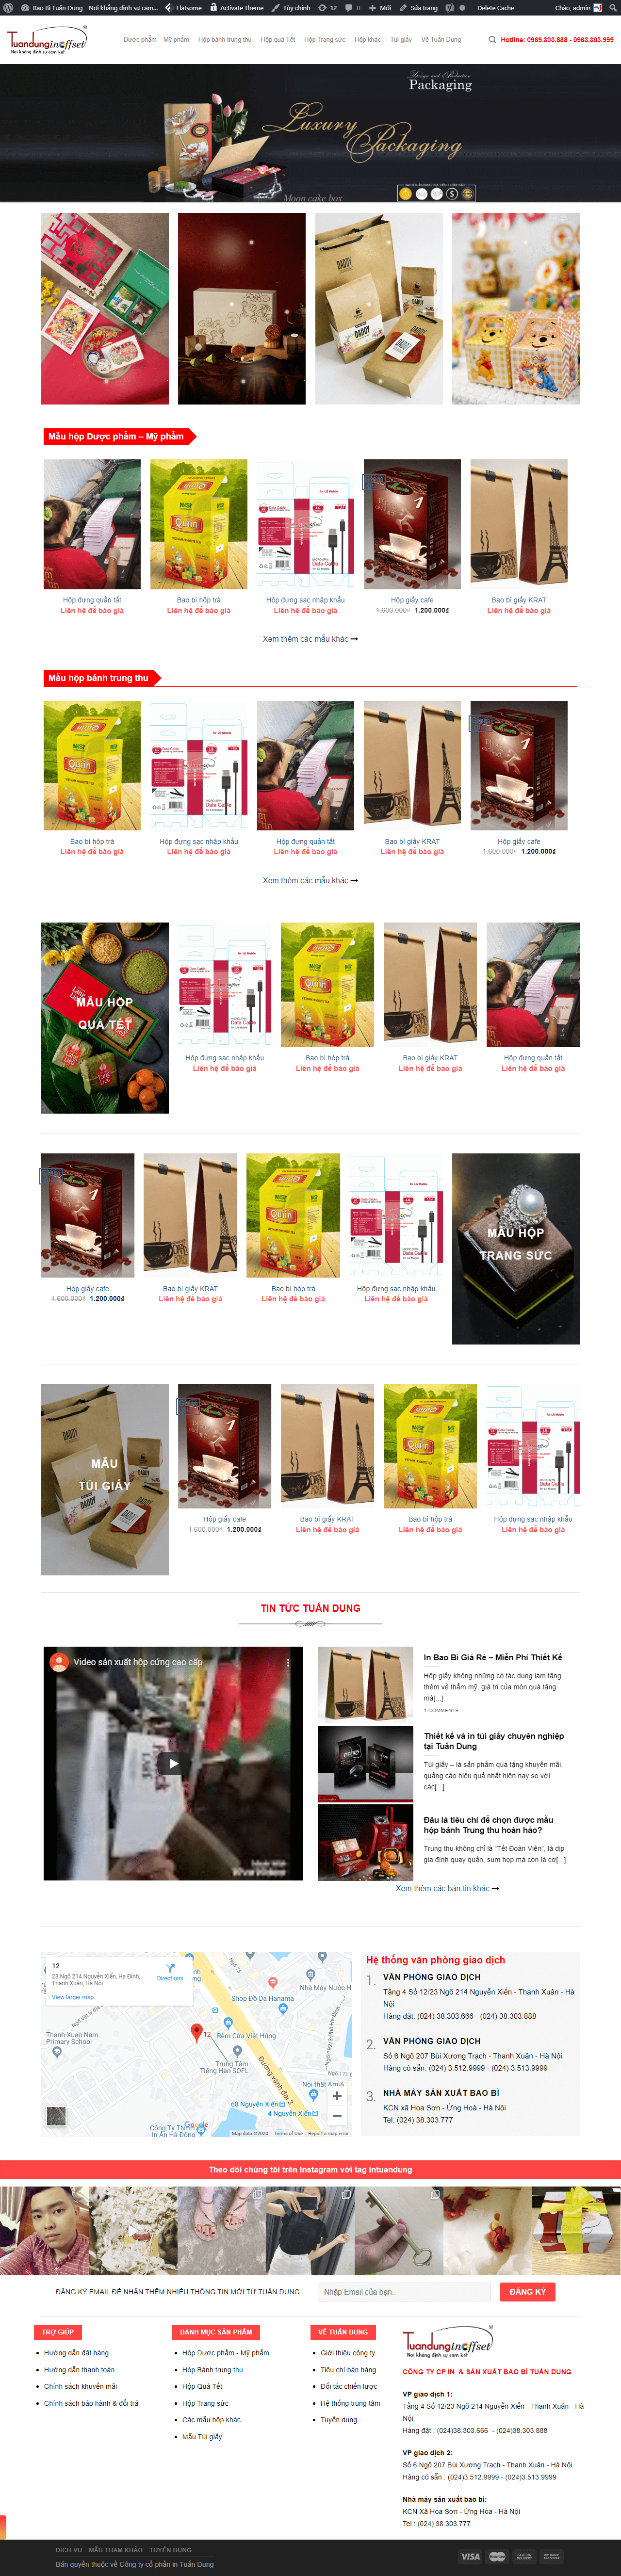 Bao Bì Tuấn Dung - Nơi khẳng định sự cam...
Flatsome
Activate Theme
Tùy chỉnh
12
0
Mới
Sửa trang
Delete Cache
Chào, admin
Tuandunginoffset
Nơi khẳng định sự cam kết
Dược phẩm – Mỹ phẩm
Hộp bánh trung thu
Hộp quà Tết
Hộp Trang sức
Hộp khác
Túi giấy
Về Tuấn Dung
Hotline: 0969.303.888 - 0963.303.999
Design and Production
Packaging
Luxury
Packaging
Moon cake box
Mẫu hộp Dược phẩm – Mỹ phẩm
Hộp đựng quần tất
Liên hệ để báo giá
Bao bì hộp trà
Liên hệ để báo giá
Hộp đựng sạc nhập khẩu
Liên hệ để báo giá
Hộp giấy cafe
1.600.000₫ 1.200.000₫
Bao bì giấy KRAT
Liên hệ để báo giá
Xem thêm các mẫu khác
Mẫu hộp bánh trung thu
Bao bì hộp trà
Liên hệ để báo giá
Hộp đựng sạc nhập khẩu
Liên hệ để báo giá
Hộp đựng quần tất
Liên hệ để báo giá
Bao bì giấy KRAT
Liên hệ để báo giá
Hộp giấy cafe
1.600.000₫ 1.200.000₫
Xem thêm các mẫu khác
MẪU HỘP
QUÀ TẾT
Hộp đựng sạc nhập khẩu
Liên hệ để báo giá
Bao bì hộp trà
Liên hệ để báo giá
Bao bì giấy KRAT
Liên hệ để báo giá
Hộp đựng quần tất
Liên hệ để báo giá
Hộp giấy cafe
1.600.000₫ 1.200.000₫
Bao bì giấy KRAT
Liên hệ để báo giá
Bao bì hộp trà
Liên hệ để báo giá
Hộp đựng sạc nhập khẩu
Liên hệ để báo giá
MẪU HỘP
TRANG SỨC
MẪU
TÚI GIẤY
Hộp giấy cafe
1.600.000₫ 1.200.000₫
Bao bì giấy KRAT
Liên hệ để báo giá
Bao bì hộp trà
Liên hệ để báo giá
Hộp đựng sạc nhập khẩu
Liên hệ để báo giá
TIN TỨC TUẤN DUNG
Video sản xuất hộp cứng cao cấp
In Bao Bì Giá Rẻ – Miễn Phí Thiết Kế
Hộp giấy không những có tác dụng làm tăng
thêm về thẩm mỹ, giá trị của món quà tặng
mà[...]
1 COMMENTS
Thiết kế và in túi giấy chuyên nghiệp
tại Tuấn Dung
Túi giấy – là sản phẩm quà tặng khuyến mãi,
quảng cáo hiệu quả nhất hiện nay so với
các[...]
Đâu là tiêu chí để chọn được mẫu
hộp bánh Trung thu hoàn hảo?
Trung thu không chỉ là “Tết Đoàn Viên”, là dịp
gia đình quay quần, sum họp mà còn là cơ[...]
Xem thêm các bản tin khác
12
23 Ngõ 214 Nguyễn Xiển, Hạ Đình,
Thanh Xuân, Hà Nội
Directions
View larger map
Shop Đồ Da Hanama
Nhà Máy Nước H
Rèm Cửa Việt Hùng
Thanh Xuan Nam
Primary School
12
Trung Tâm
Tiếng Hàn SOFL
Đường vành đai 3
Nội thất AmiA
68 Nguyễn Xiển
4 Nguyễn Xiển
Công Ty TNHH
In Ấn Hà Đông
Google
Map data ©2020 Terms of Use Report a map error
Hệ thống văn phòng giao dịch
1. VĂN PHÒNG GIAO DỊCH
Tầng 4 Số 12/23 Ngõ 214 Nguyễn Xiển - Thanh Xuân - Hà
Nội
Hàng đặt: (024) 38.303.666 - (024) 38.303.888
2. VĂN PHÒNG GIAO DỊCH
Số 6 Ngõ 207 Bùi Xương Trạch - Thanh Xuân - Hà Nội
Hàng có sẵn: (024) 3.512.9999 - (024) 3.513.9999
3. NHÀ MÁY SẢN XUẤT BAO BÌ
KCN xã Hoa Sơn - Ứng Hoà - Hà Nội
Tel: (024) 38.303.777
Theo dõi chúng tôi trên Instagram với tag intuandung
ĐĂNG KÝ EMAIL ĐỂ NHẬN THÊM NHIỀU THÔNG TIN MỚI TỪ TUẤN DUNG
Nhập Email của bạn...
ĐĂNG KÝ
TRỢ GIÚP
Hướng dẫn đặt hàng
Hướng dẫn thanh toán
Chính sách khuyến mãi
Chính sách bảo hành & đổi trả
DANH MỤC SẢN PHẨM
Hộp Dược phẩm - Mỹ phẩm
Hộp Bánh trung thu
Hộp Quà Tết
Hộp Trang sức
Các mẫu hộp khác
Mẫu Túi giấy
VỀ TUẤN DUNG
Giới thiệu công ty
Tiêu chí bán hàng
Đối tác chiến lược
Hệ thống trung tâm
Tuyển dụng
Tuandunginoffset
Nơi khẳng định sự cam kết
CÔNG TY CP IN & SẢN XUẤT BAO BÌ TUẤN DUNG
VP giao dịch 1:
Tầng 4 Số 12/23 Ngõ 214 Nguyễn Xiển - Thanh Xuân - Hà
Nội
Hàng đặt : (024)38.303.666 - (024)38.303.888
VP giao dịch 2:
Số 6 Ngõ 207 Bùi Xương Trạch - Thanh Xuân - Hà Nội
Hàng có sẵn : (024)3.512.9999 - (024)3.513.9999
Nhà máy sản xuất bao bì:
KCN Xã Hoa Sơn - Ứng Hòa - Hà Nội
Tel : (024) 38.303.777
DỊCH VỤ MẪU THAM KHẢO TUYỂN DỤNG
Bản quyền thuộc về Công ty cổ phần in Tuấn Dung
VISA